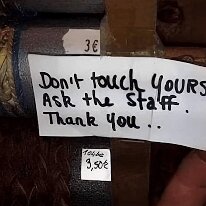 3€
Don't touch YOURS
Ask the Staff.
Thank you..
3,50€